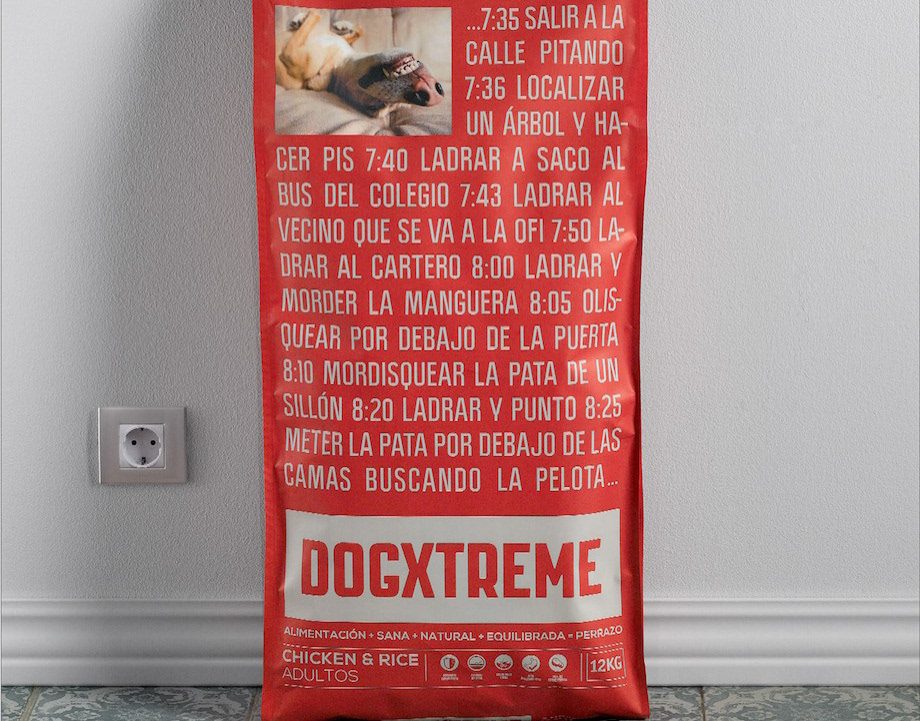 ...7:35 SALIR A LA
CALLE PITANDO
7:36 LOCALIZAR
UN ÁRBOL Y HA-
CER PIS 7:40 LADRAR A SACO AL
BUS DEL COLEGIO 7:43 LADRAR AL
VECINO QUE SE VA A LA OFI 7:50 LA-
DRAR AL CARTERO 8:00 LADRAR Y
MORDER LA MANGUERA 8:05 OLIS-
QUEAR POR DEBAJO DE LA PUERTA
8:10 MORDISQUEAR LA PATA DE UN
SILLÓN 8:20 LADRAR Y PUNTO 8:25
METER LA PATA POR DEBAJO DE LAS
CAMAS BUSCANDO LA PELOTA...
DOGXTREME
ALIMENTACIÓN + SANA + NATURAL + EQUILIBRADA = PERRAZO
CHICKEN & RICE
ADULTOS
12KG